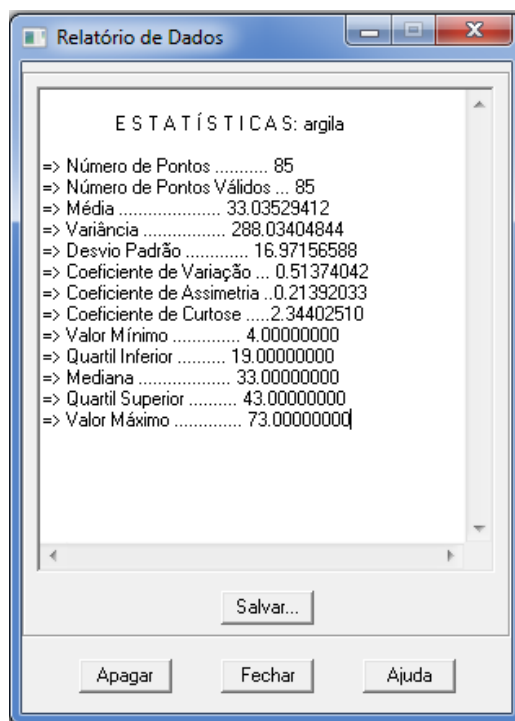 Relatório de Dados
E S T A T Í S T I C A S: argila
=> Número de Pontos ........... 85
=> Número de Pontos Válidos ... 85
=> Média ..................... 33.03529412
=> Variância ................. 288.03404844
=> Desvio Padrão ............. 16.97156588
=> Coeficiente de Variação ... 0.51374042
=> Coeficiente de Assimetria ..0.21392033
=> Coeficiente de Curtose .....2.34402510
=> Valor Mínimo .............. 4.00000000
=> Quartil Inferior .......... 19.00000000
=> Mediana ................... 33.00000000
=> Quartil Superior .......... 43.00000000
=> Valor Máximo .............. 73.00000000
Salvar...
Apagar Fechar Ajuda